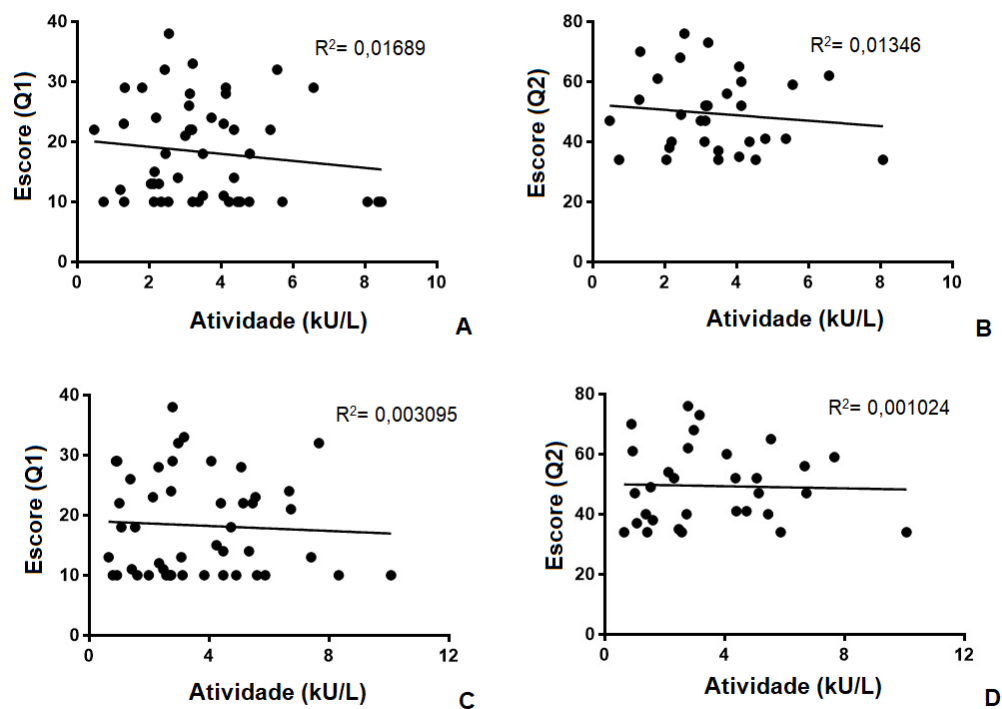 40
30
20
10
0
Escore (Q1)
R²= 0,01689
0 2 4 6 8 10
Atividade (kU/L)
A
80
60
40
20
0
Escore (Q2)
R²= 0,01346
0 2 4 6 8 10
Atividade (kU/L)
B
40
30
20
10
0
Escore (Q1)
R²= 0,003095
0 4 8 12
Atividade (kU/L)
C
80
60
40
20
0
Escore (Q2)
R²= 0,001024
0 4 8 12
Atividade (kU/L)
D